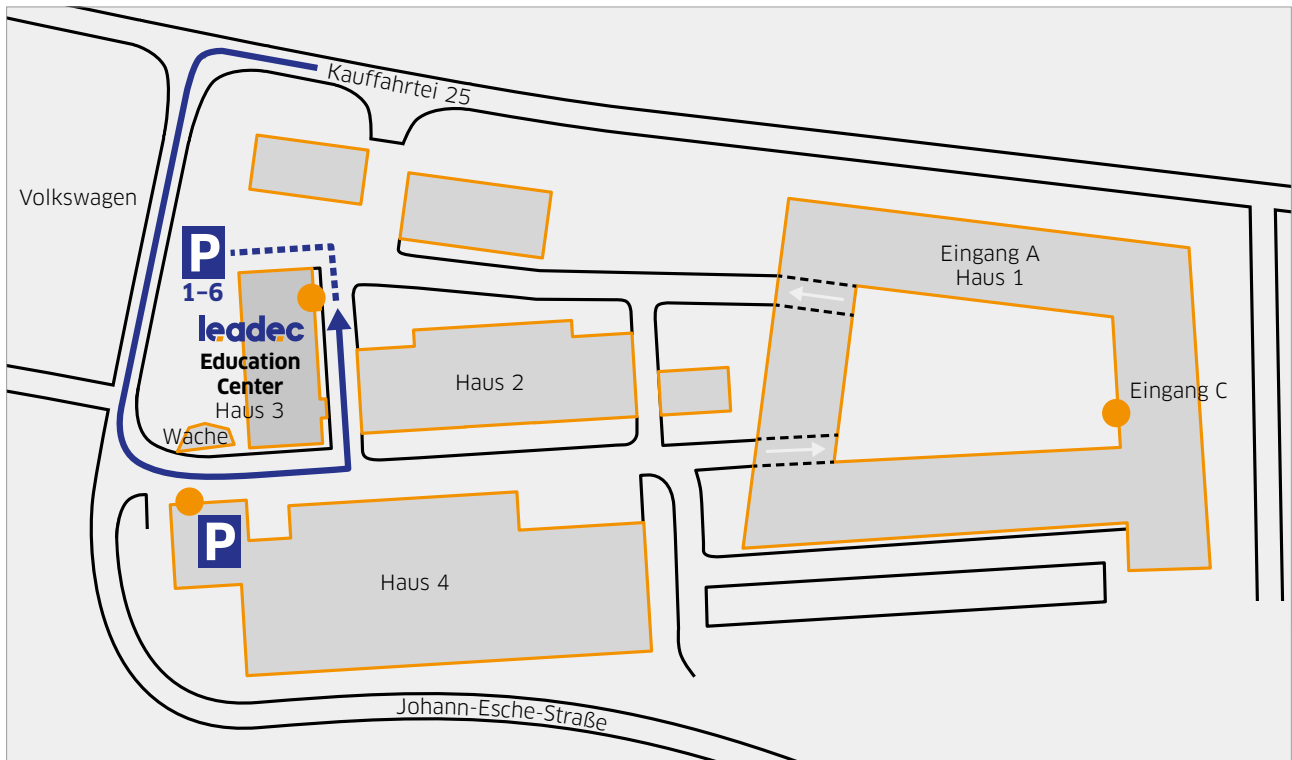 Kauffahrtei 25
Volkswagen
P
1–6
leadec
Education
Center
Haus 3
Wache
Haus 2
Eingang A
Haus 1
Eingang C
P
Haus 4
Johann-Esche-Straße